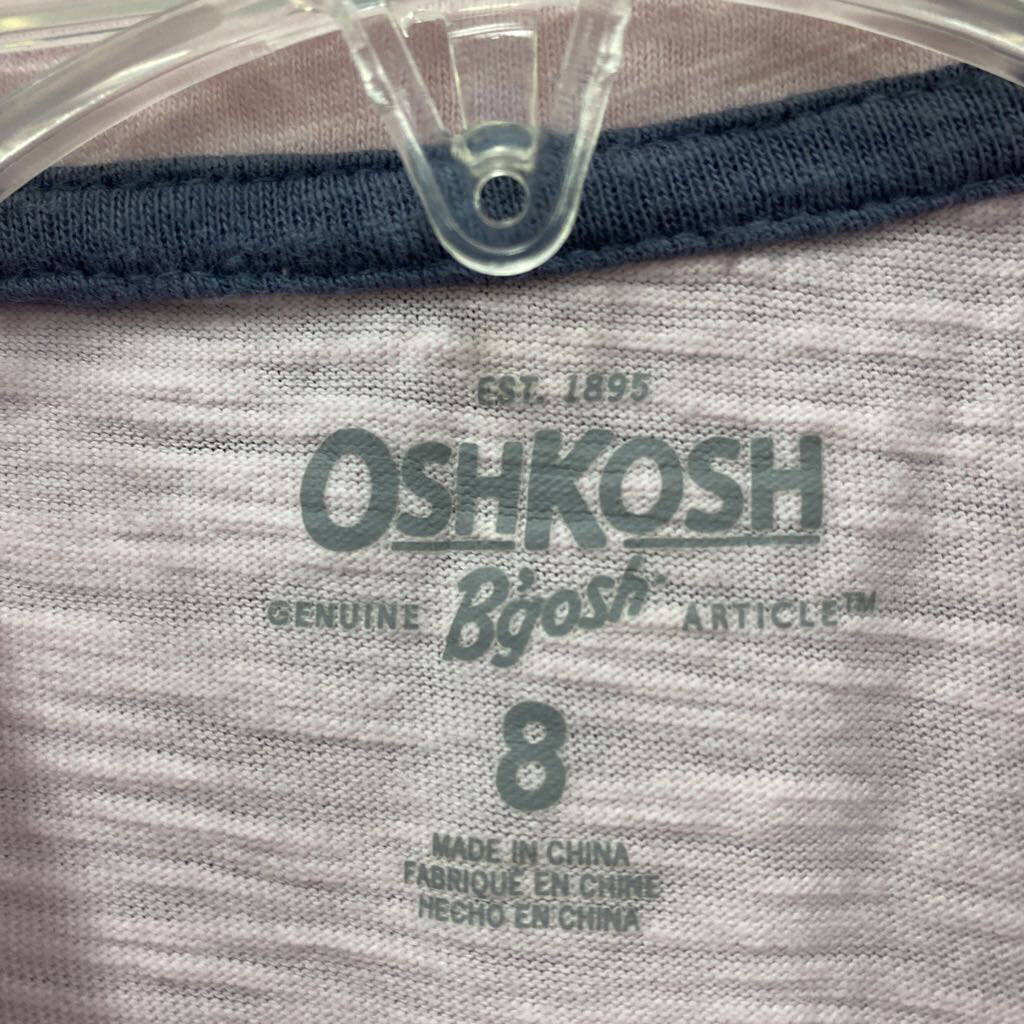 EST. 1895
OSHKOSH
GENUINE B'gosh ARTICLE™
8
MADE IN CHINA
FABRIQUÉ EN CHINE
HECHO EN CHINA